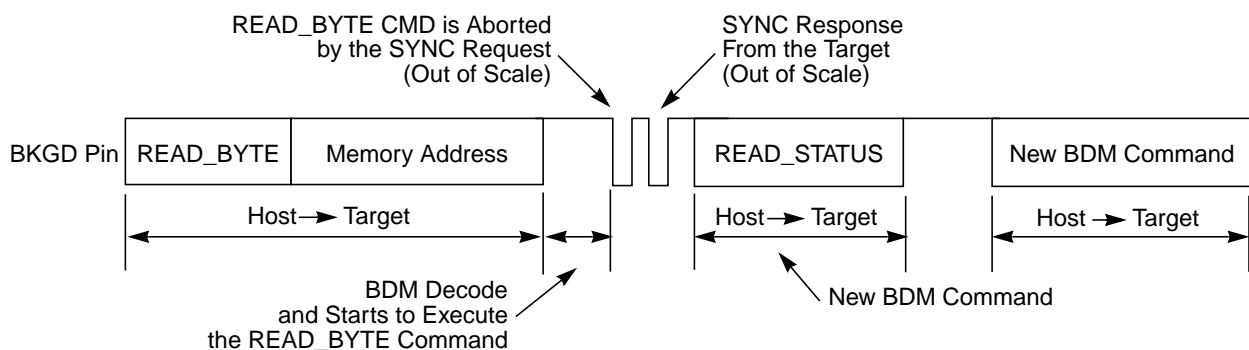 READ_BYTE CMD is Aborted
by the SYNC Request
(Out of Scale)
SYNC Response
From the Target
(Out of Scale)
BKGD Pin
READ_BYTE
Memory Address
READ_STATUS
New BDM Command
Host → Target
Host → Target
Host → Target
BDM Decode
and Starts to Execute
the READ_BYTE Command
New BDM Command